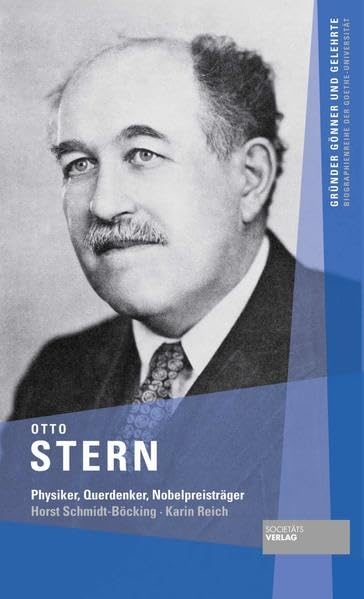 GRÜNDER GÖNNER UND GELEHRTE
BIOGRAPHIENREIHE DER GOETHE-UNIVERSITÄT
OTTO
STERN
Physiker, Querdenker, Nobelpreisträger
Horst Schmidt-Böcking · Karin Reich
SOCIETÄTS
VERLAG